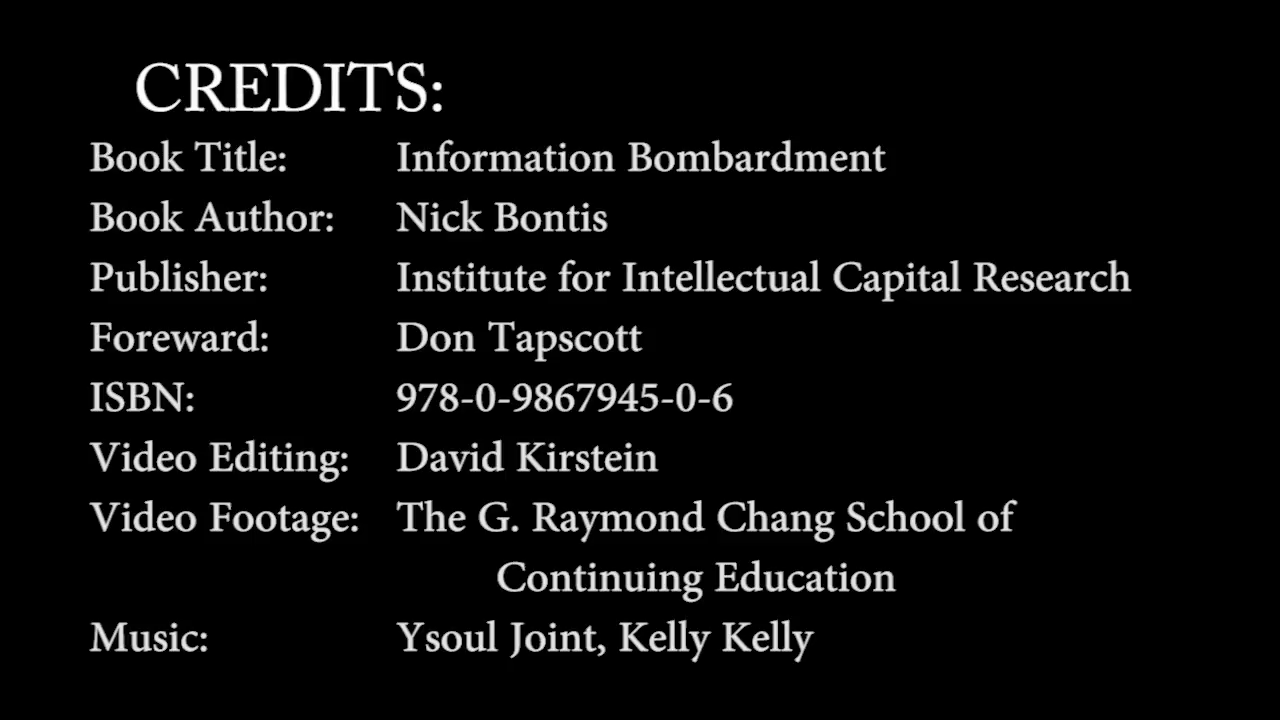 CREDITS:
Book Title: Information Bombardment
Book Author: Nick Bontis
Publisher: Institute for Intellectual Capital Research
Foreward: Don Tapscott
ISBN: 978-0-9867945-0-6
Video Editing: David Kirstein
Video Footage: The G. Raymond Chang School of
Continuing Education
Music: Ysoul Joint, Kelly Kelly